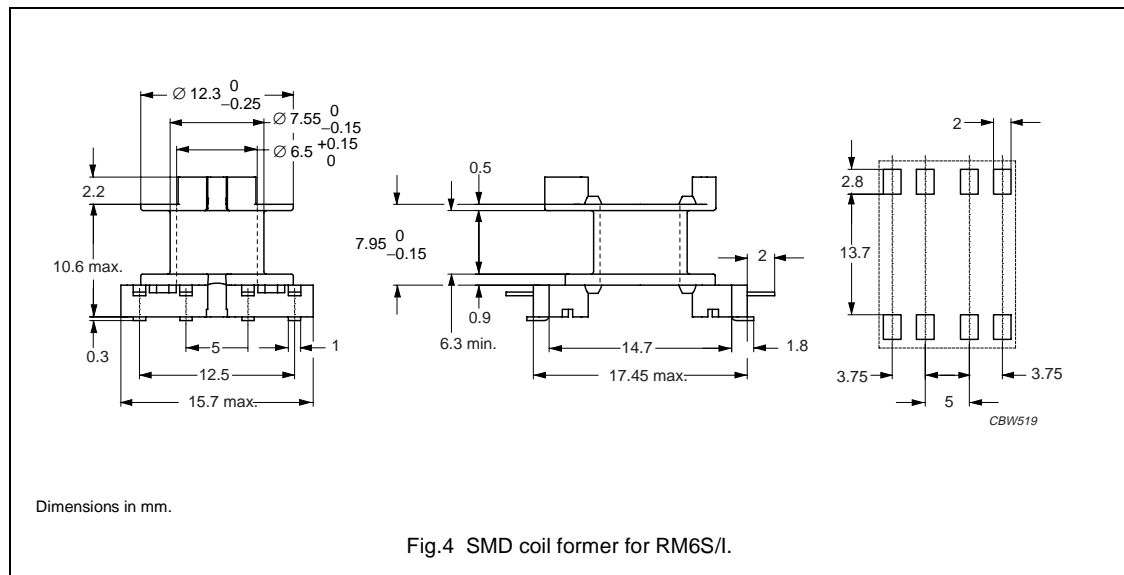 ∅ 12.3 0 −0.25
∅ 7.55 0 −0.15
∅ 6.5 +0.15 0
2.2
10.6 max.
0.3
5
1
12.5
15.7 max.
0.5
7.95 0 −0.15
2
0.9
6.3 min.
14.7
1.8
17.45 max.
2
2.8
13.7
3.75
3.75
5
CBW519
Dimensions in mm.
Fig.4 SMD coil former for RM6S/I.